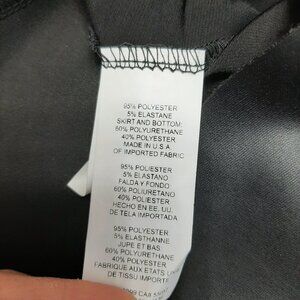 95% POLYESTER
5% ELASTANE
SKIRT AND BOTTOM:
60% POLYURETHANE
40% POLYESTER
MADE IN U.S.A
OF IMPORTED FABRIC
95% POLIESTER
5% ELASTANO
FALDA Y FONDO
60% POLIURETANO
40% POLIESTER
HECHO EN EE. UU.
DE TELA IMPORTADA
95% POLYESTER
5% ELASTHANNE
JUPE ET BAS
60% POLYURETHANE
40% POLYESTER
FABRIQUE AUX ETATS
DE TISSU IMPORTE